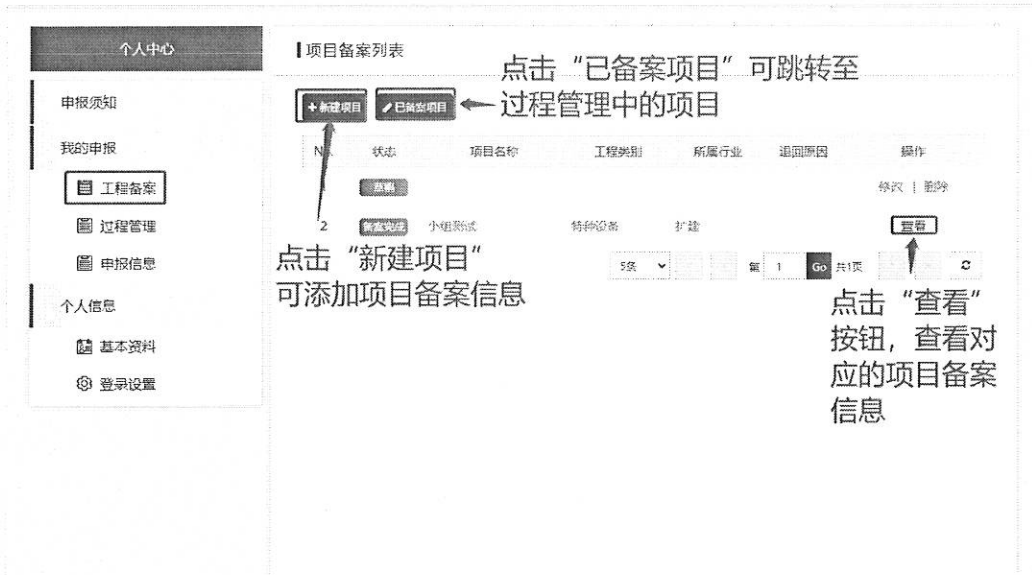 个人中心
申报须知
我的申报
工程备案
过程管理
申报信息
个人信息
基本资料
登录设置
项目备案列表
点击“已备案项目”可跳转至
过程管理中的项目
+新建项目
已备案项目
状态 项目名称 工程类别 所属行业 退回原因 操作
修改 | 删除
2 备案完成 小组测试 特种设备 扩建 查看
5条 第 1 Go 共1页
点击“新建项目”
可添加项目备案信息
点击“查看”
按钮，查看对
应的项目备案
信息